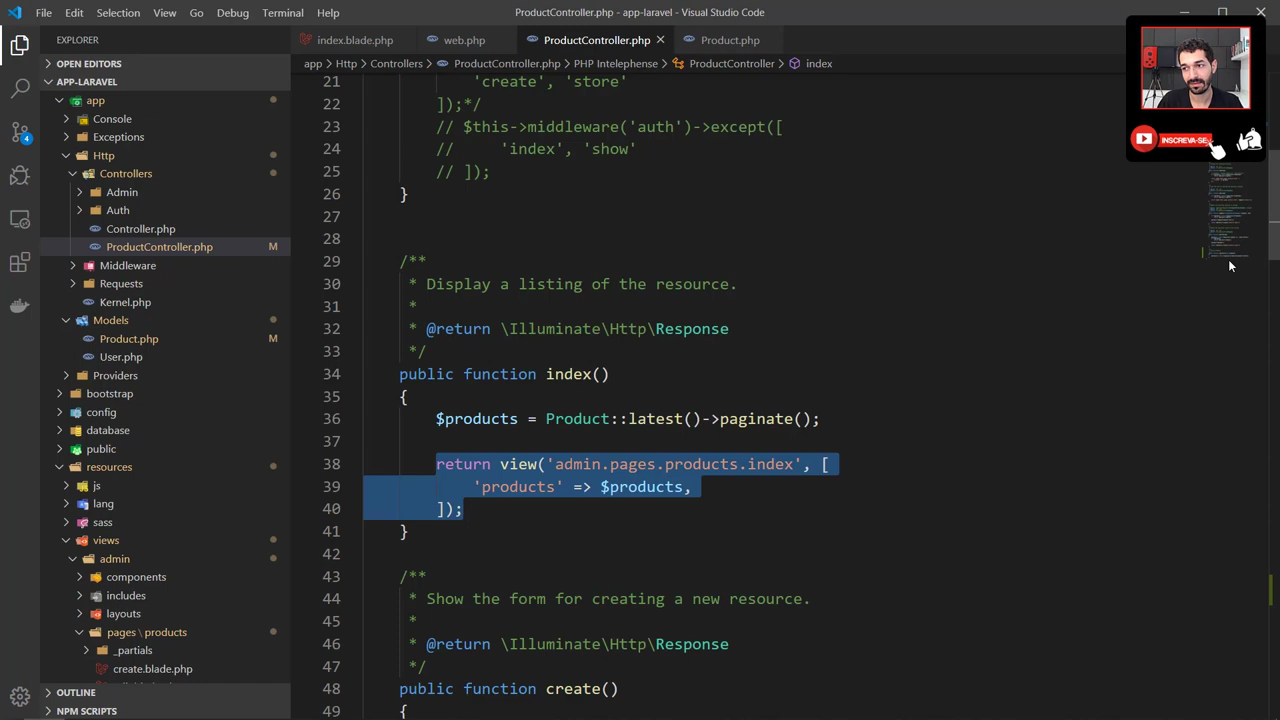 File Edit Selection View Go Debug Terminal Help
ProductController.php - app-laravel - Visual Studio Code
EXPLORER
OPEN EDITORS
APP-LARAVEL
app
Console
Exceptions
Http
Controllers
Admin
Auth
Controller.php
ProductController.php M
Middleware
Requests
Kernel.php
Models
Product.php M
User.php
Providers
bootstrap
config
database
public
resources
js
lang
sass
views
admin
components
includes
layouts
pages \ products
_partials
create.blade.php
OUTLINE
NPM SCRIPTS
4
index.blade.php web.php ProductController.php Product.php
app > Http > Controllers > ProductController.php > PHP Intelephense > ProductController > index
21 'create', 'store'
22 ]);*/
23 // $this->middleware('auth')->except([
24 // 'index', 'show'
25 // ]);
26 }
27
28
29 /**
30 * Display a listing of the resource.
31 *
32 * @return \Illuminate\Http\Response
33 */
34 public function index()
35 {
36 $products = Product::latest()->paginate();
37
38 return view('admin.pages.products.index', [
39 'products' => $products,
40 ]);
41 }
42
43 /**
44 * Show the form for creating a new resource.
45 *
46 * @return \Illuminate\Http\Response
47 */
48 public function create()
49 {
INSCREVA-SE